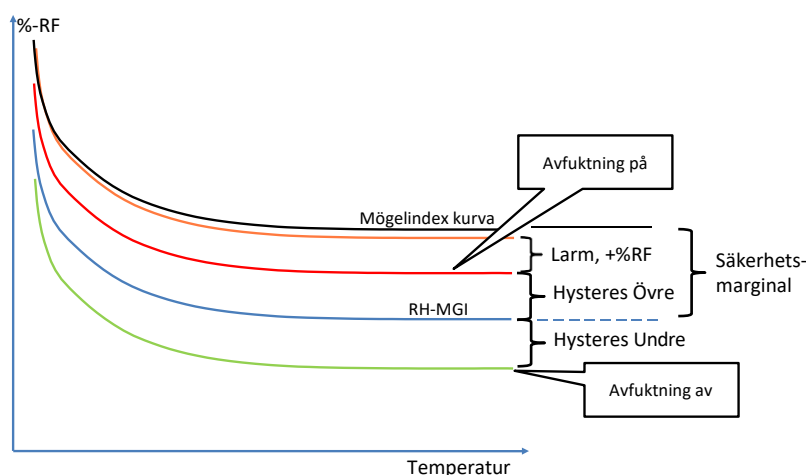 %-RF
Avfuktning på
Mögelindex kurva
Larm, +%RF
Säkerhets-
marginal
Hysteres Övre
RH-MGI
Hysteres Undre
Avfuktning av
Temperatur